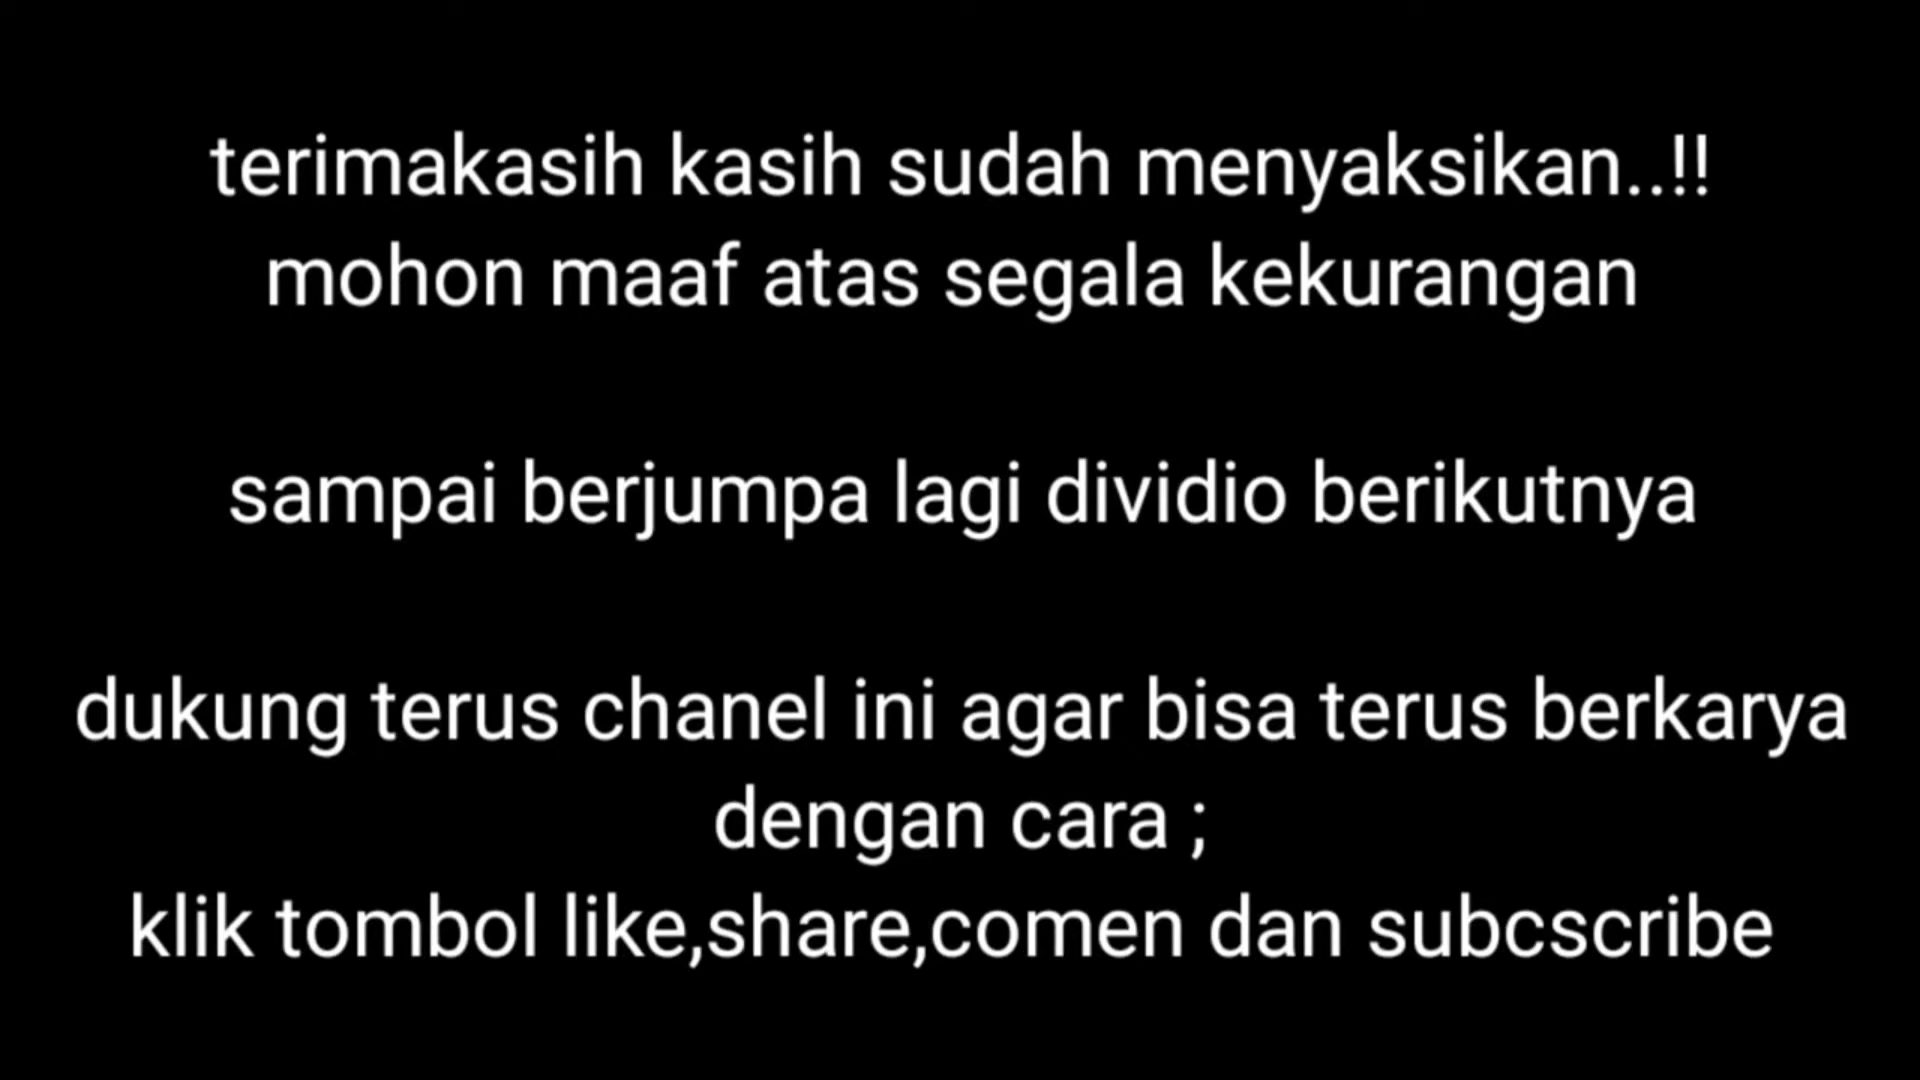 terimakasih kasih sudah menyaksikan..!!
mohon maaf atas segala kekurangan
sampai berjumpa lagi dividio berikutnya
dukung terus chanel ini agar bisa terus berkarya
dengan cara ;
klik tombol like,share,comen dan subcscribe